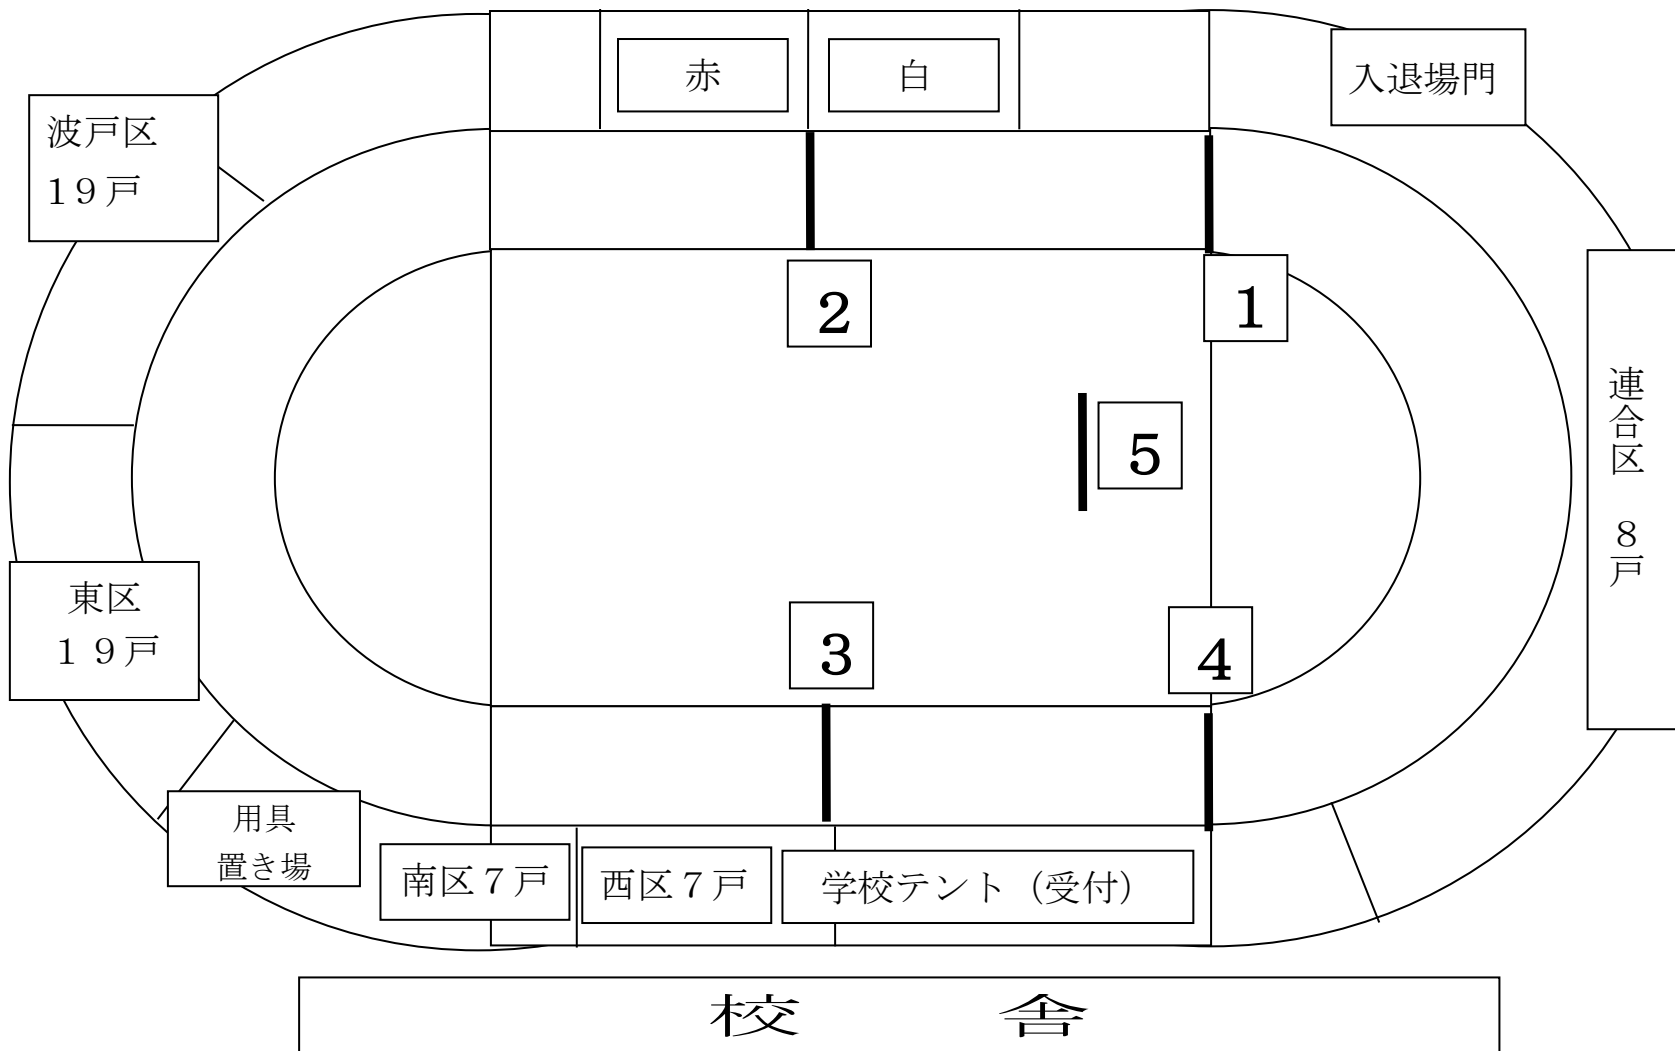 赤
白
入退場門
波戸区
１９戸
２
１
連合区　８戸
５
東区
１９戸
３
４
用具
置き場
南区７戸
西区７戸
学校テント（受付）
校　舎